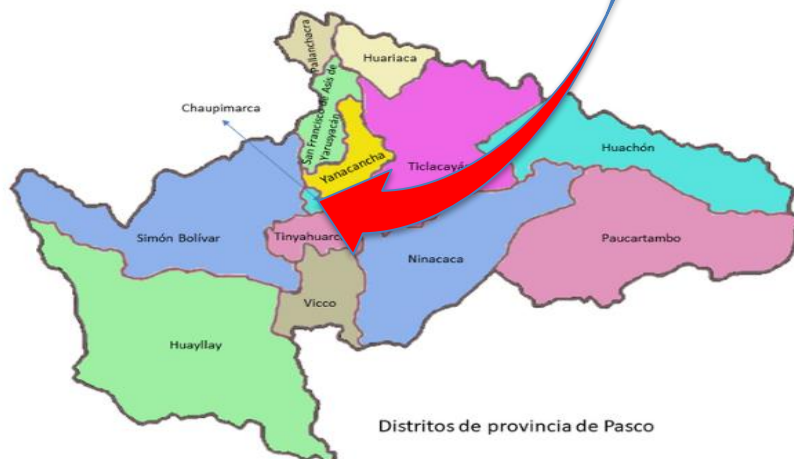 Pallanchacra
Huariaca
Chaupimarca
San Francisco de Asís de
Yarusyacán
Yanacancha
Ticlacayán
Huachón
Simón Bolívar
Ninacaca
Paucartambo
Vicco
Huayllay
Distritos de provincia de Pasco